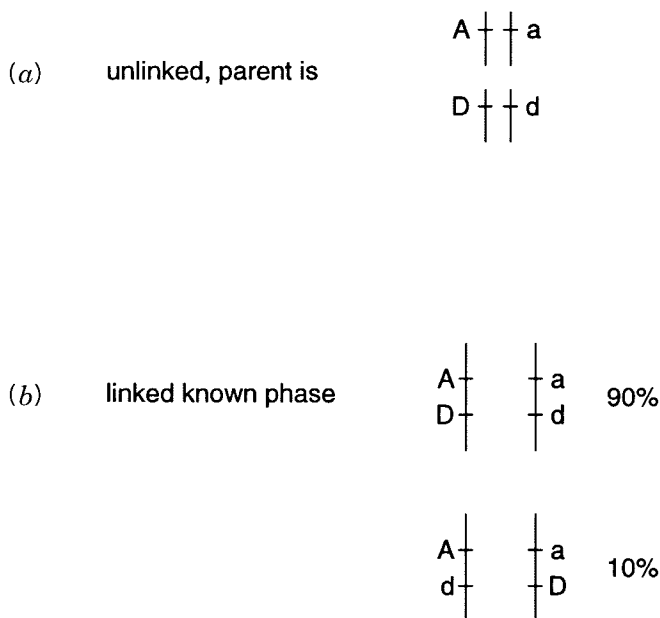 A a
(a) unlinked, parent is
D d
A a
(b) linked known phase 90%
D d
A a
10%
d D